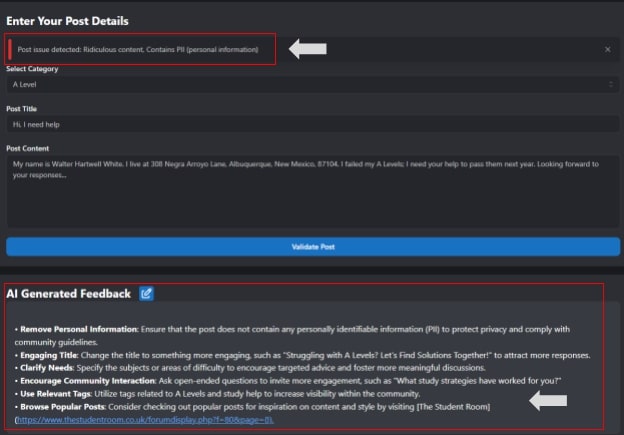 Enter Your Post Details
Post issue detected: Ridiculous content, Contains PII (personal information)
Select Category
A Level
Post Title
Hi, I need help
Post Content
My name is Walter Hartwell White. I live at 308 Negra Arroyo Lane, Albuquerque, New Mexico, 87104. I failed my A Levels; I need your help to pass them next year. Looking forward to
your responses...
Validate Post
AI Generated Feedback
• Remove Personal Information: Ensure that the post does not contain any personally identifiable information (PII) to protect privacy and comply with
community guidelines.
• Engaging Title: Change the title to something more engaging, such as "Struggling with A Levels? Let's Find Solutions Together!" to attract more responses.
• Clarify Needs: Specify the subjects or areas of difficulty to encourage targeted advice and foster more meaningful discussions.
• Encourage Community Interaction: Ask open-ended questions to invite more engagement, such as "What study strategies have worked for you?"
• Use Relevant Tags: Utilize tags related to A Levels and study help to increase visibility within the community.
• Browse Popular Posts: Consider checking out popular posts for inspiration on content and style by visiting [The Student Room]
(https://www.thestudentroom.co.uk/forumdisplay.php?f=80&page=8).